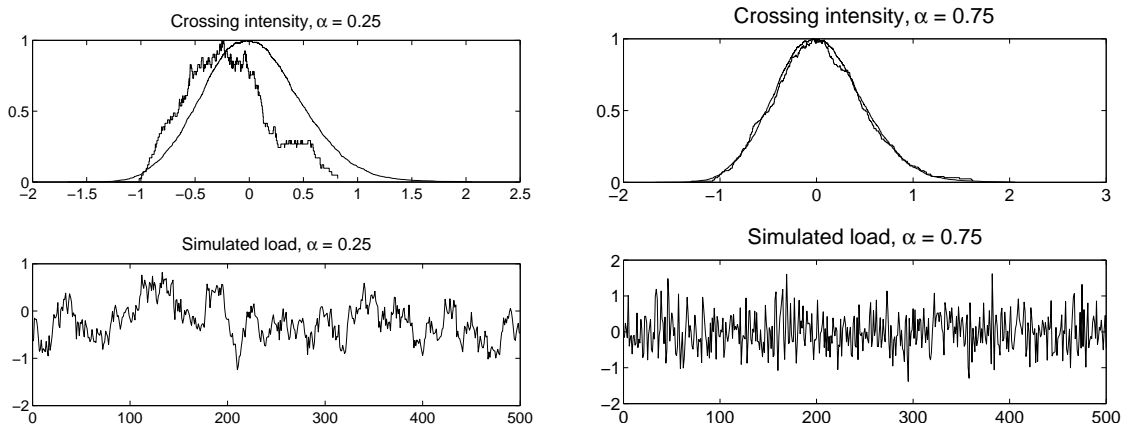 Crossing intensity, α = 0.25
1
0.5
0
−2 −1.5 −1 −0.5 0 0.5 1 1.5 2 2.5
Crossing intensity, α = 0.75
1
0.5
0
−2 −1 0 1 2 3
Simulated load, α = 0.25
1
0
−1
−2
0 100 200 300 400 500
Simulated load, α = 0.75
2
1
0
−1
−2
0 100 200 300 400 500